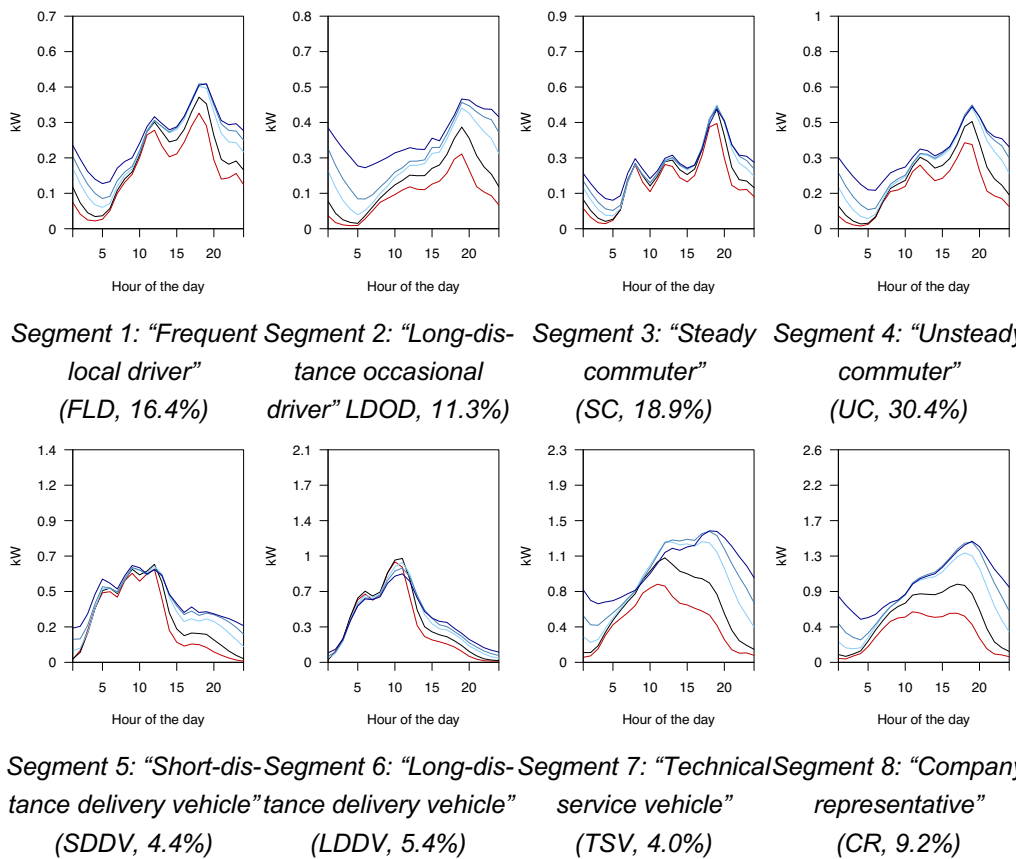 0.7 0.8 0.9 1
0.6 0.7 0.8 0.8
0.4 0.5 0.6 0.6
kW kW kW kW
0.3 0.4 0.4 0.5
0.2 0.3 0.3 0.3
0.1 0.1 0.1 0.2
0 0 0 0
5 10 15 20 5 10 15 20 5 10 15 20 5 10 15 20
Hour of the day Hour of the day Hour of the day Hour of the day
Segment 1: “Frequent Segment 2: “Long-dis- Segment 3: “Steady Segment 4: “Unsteady
local driver” tance occasional commuter” commuter”
(FLD, 16.4%) driver” LDOD, 11.3%) (SC, 18.9%) (UC, 30.4%)
1.4 2.1 2.3 2.6
1.2 1.7 1.9 2.2
0.9 1.4 1.5 1.7
kW kW kW kW
0.7 1 1.1 1.3
0.5 0.7 0.8 0.9
0.2 0.3 0.4 0.4
0 0 0 0
5 10 15 20 5 10 15 20 5 10 15 20 5 10 15 20
Hour of the day Hour of the day Hour of the day Hour of the day
Segment 5: “Short-dis- Segment 6: “Long-dis- Segment 7: “Technical Segment 8: “Company
tance delivery vehicle” tance delivery vehicle” service vehicle” representative”
(SDDV, 4.4%) (LDDV, 5.4%) (TSV, 4.0%) (CR, 9.2%)